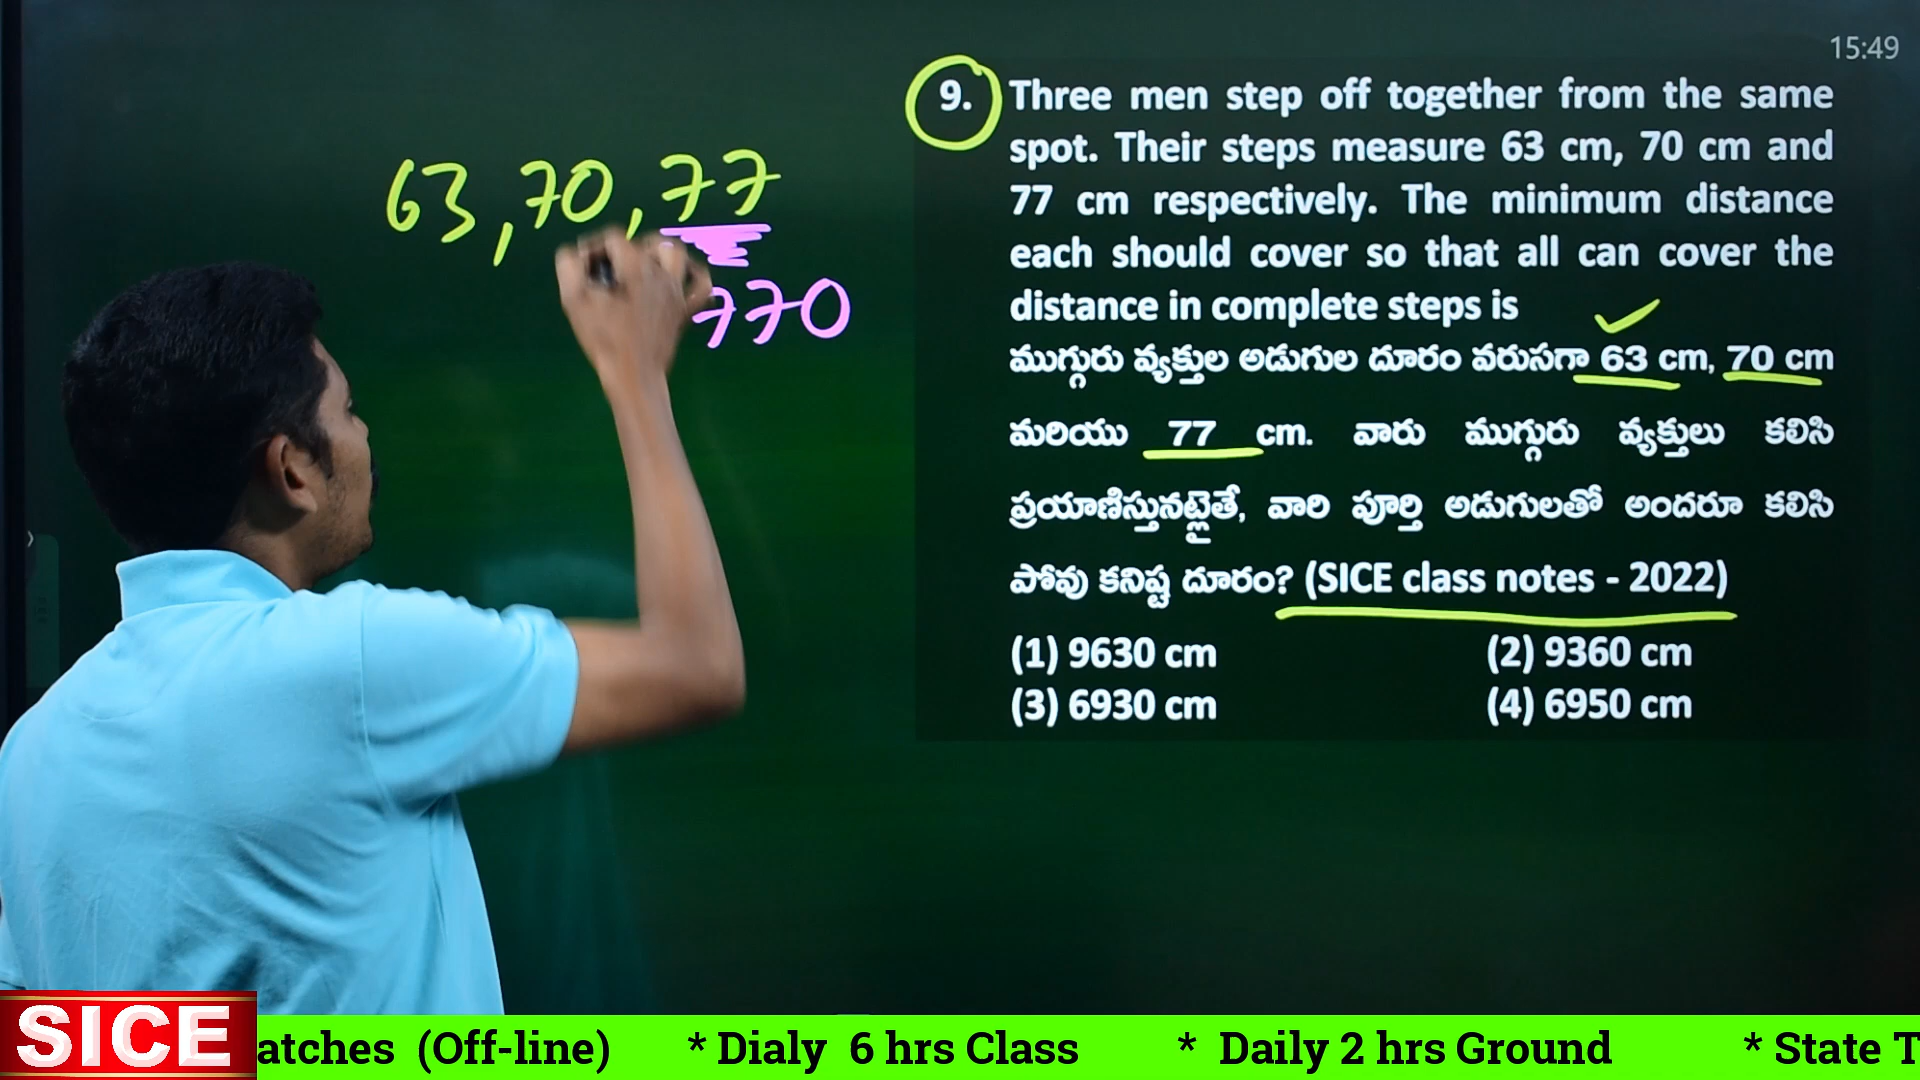 15:49
9. Three men step off together from the same
spot. Their steps measure 63 cm, 70 cm and
77 cm respectively. The minimum distance
each should cover so that all can cover the
distance in complete steps is
ముగ్గురు వ్యక్తుల అడుగుల దూరం వరుసగా 63 cm, 70 cm
మరియు 77 cm. వారు ముగ్గురు వ్యక్తులు కలిసి
ప్రయాణిస్తునట్లైతే, వారి పూర్తి అడుగులతో అందరూ కలిసి
పోవు కనిష్ట దూరం? (SICE class notes - 2022)
(1) 9630 cm (2) 9360 cm
(3) 6930 cm (4) 6950 cm
63, 70, 77
770
SICE
atches (Off-line) * Dialy 6 hrs Class * Daily 2 hrs Ground * State T